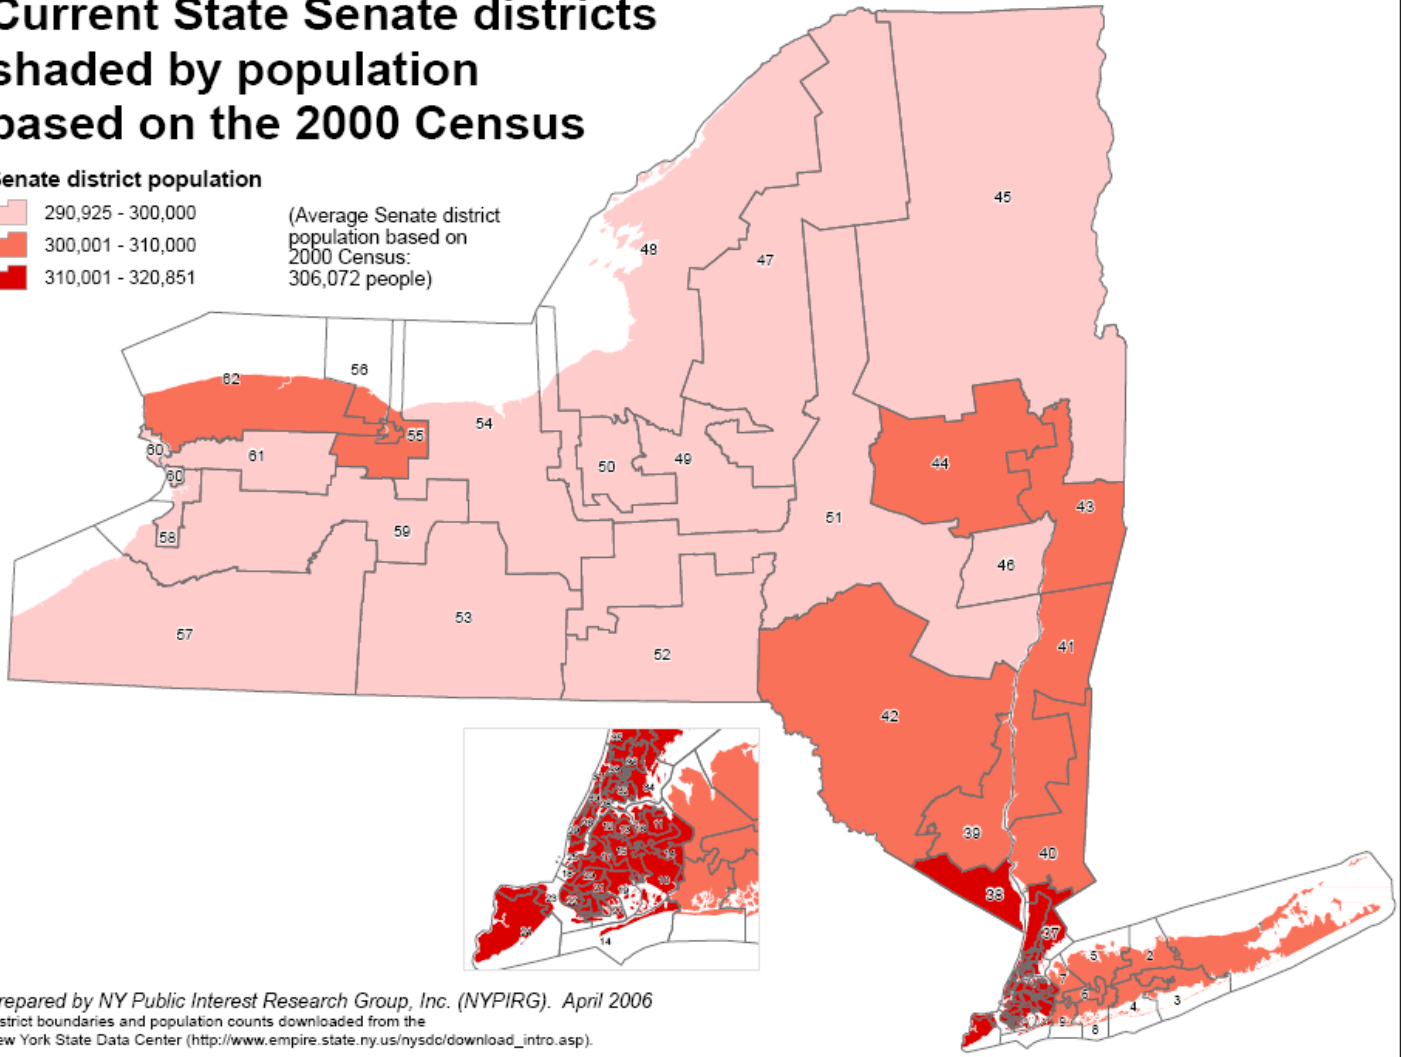 Current State Senate districts
shaded by population
based on the 2000 Census
Senate district population
290,925 - 300,000
300,001 - 310,000
310,001 - 320,851
(Average Senate district
population based on
2000 Census:
306,072 people)
45
48
47
62
56
54
55
60
61
60
50
49
44
51
43
58
59
46
57
53
52
41
42
39
40
38
37
5
2
7
6
4
3
9
8
34
11
23
14
prepared by NY Public Interest Research Group, Inc. (NYPIRG). April 2006
District boundaries and population counts downloaded from the
New York State Data Center (http://www.empire.state.ny.us/nysdc/download_intro.asp).